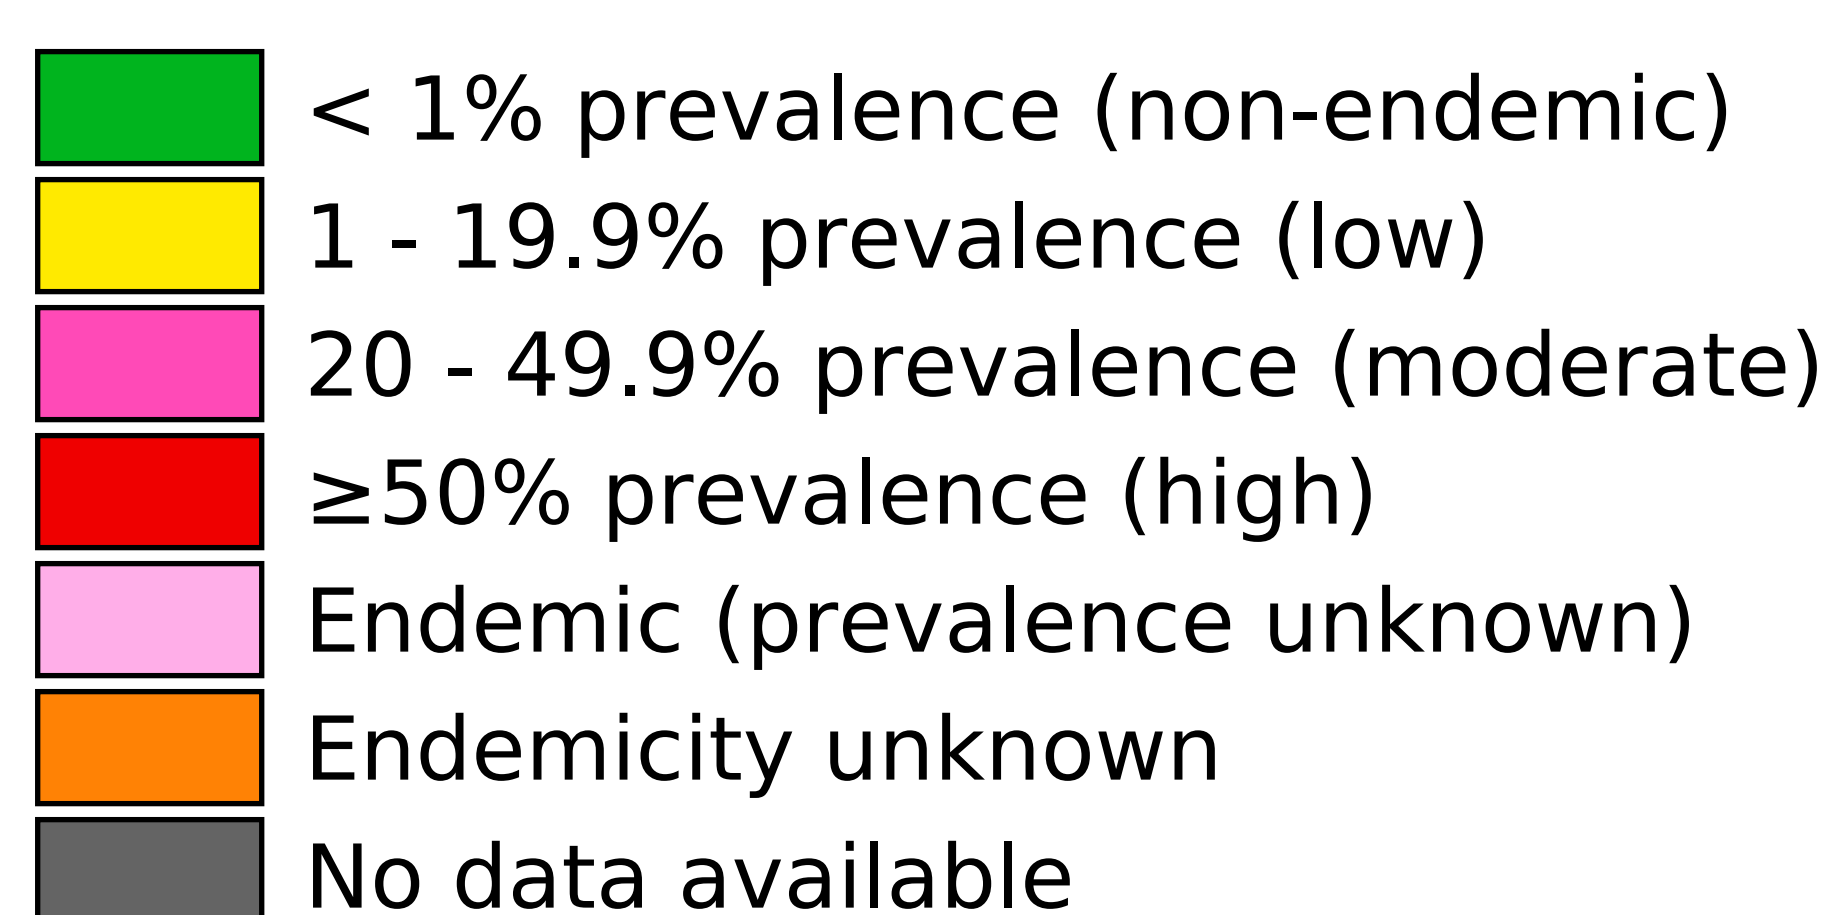 < 1% prevalence (non-endemic)
1 - 19.9% prevalence (low)
20 - 49.9% prevalence (moderate)
≥50% prevalence (high)
Endemic (prevalence unknown)
Endemicity unknown
No data available